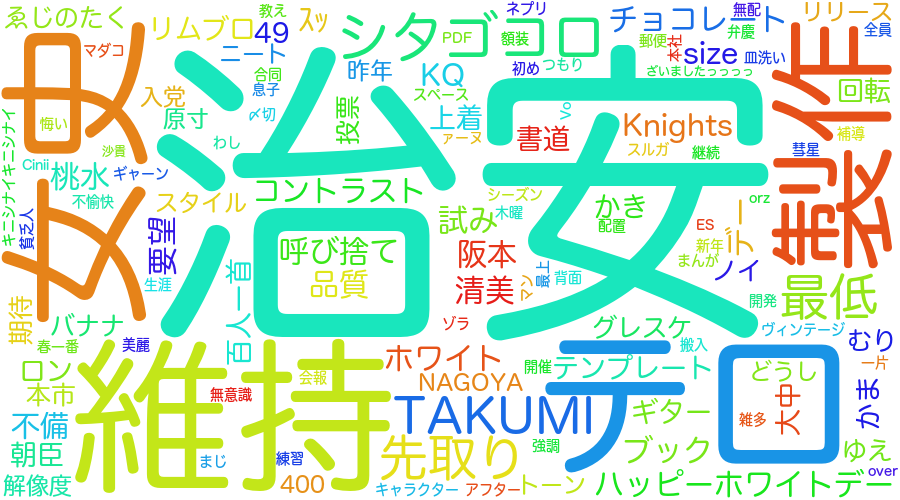 ゑじのたく
リムブロ
49
ヌッ
シタゴコロ
ネプリ
無配
教え
チョコレート
弁慶
リリース
全員
史
マダコ
ニート
合同
息子
昨年
PDF
額装
KQ
初め
つもり
郵便
本社
size
皿洗い
ざいましたっっっっ
製作
回転
補導
悔い
入党
原寸
〆切
わし
投票
スペース
上着
アーヌ
Vo
書道
Knights
スルガ
継続
彗星
治安
キニシナイキニシナイ
Cinii
沙貴
桃水
ギャーン
不愉快
スタイル
コントラスト
シーズン
木曜
試み
かき
配置
ES
orz
デー
新年
まんが
ノイ
貧乏人
女
要望
生涯
呼び捨て
品質
百人一首
阪本
清美
マン
最上
背面
開発
最低
期待
バナナ
春一番
美麗
ゾラ
グレスケ
搬入
ヴィンテージ
むり
一片
ロン
本市
無意識
会報
維持
ホワイト
NAGOYA
開催
テンプレート
テロ
どうし
太中
雑多
かま
不備
朝臣
解像度
まじ
練習
400
TAKUMI
先取り
強調
ギター
ブック
ゆえ
over
キャラクター
アフター
トーン
ハッピーホワイトデー